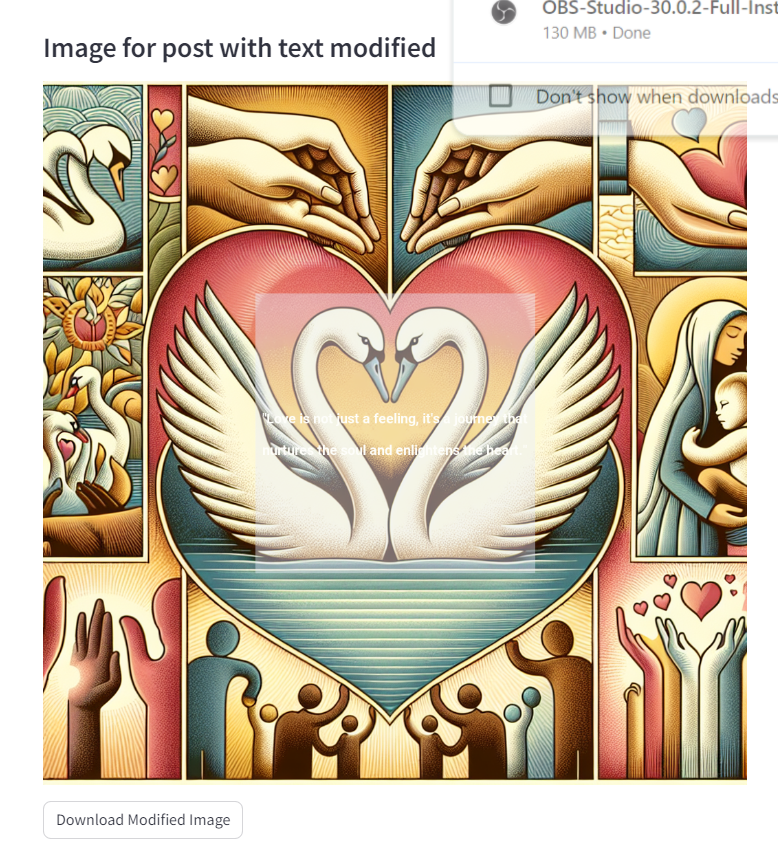 OBS-Studio-30.0.2-Full-Inst
130 MB • Done
Image for post with text modified
Don't show when downloads
"Love is not just a feeling, it's a journey that
nurtures the soul and enlightens the heart."
Download Modified Image